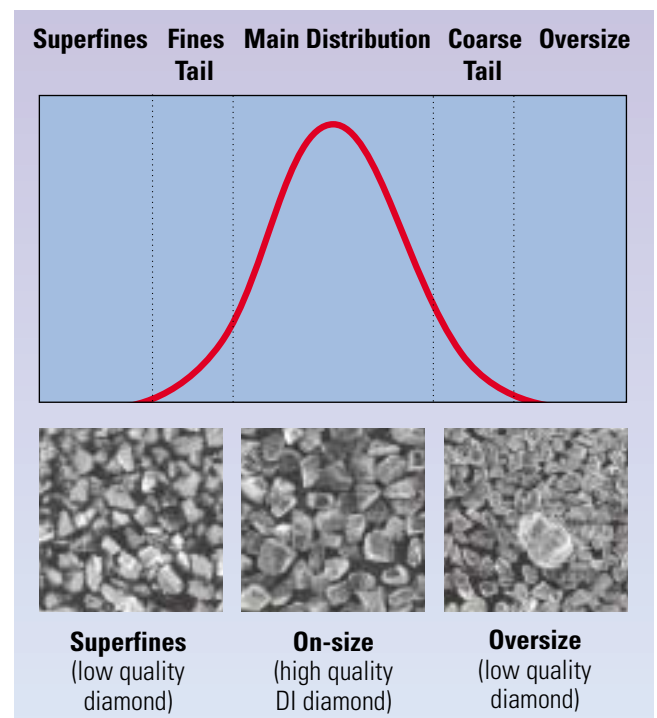 Superfines Fines Tail Main Distribution Coarse Tail Oversize
Superfines
(low quality
diamond)
On-size
(high quality
DI diamond)
Oversize
(low quality
diamond)